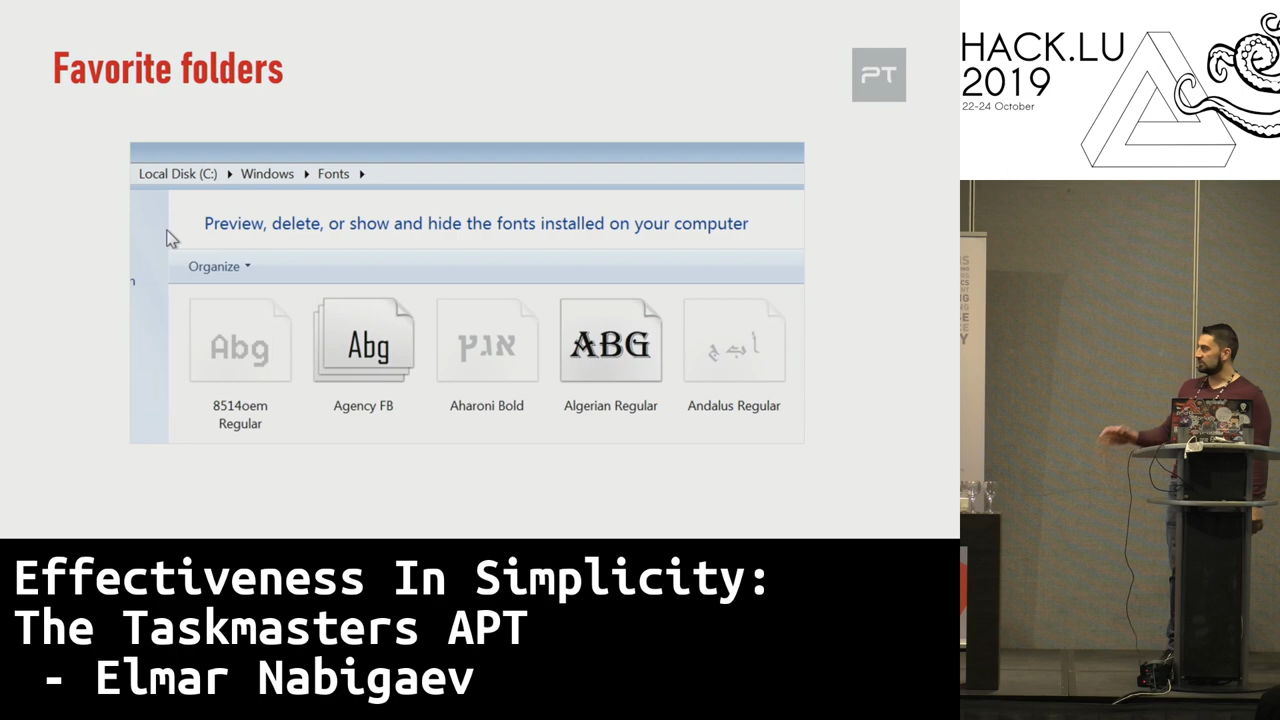 Favorite folders
PT
Local Disk (C:) Windows Fonts
Preview, delete, or show and hide the fonts installed on your computer
Organize
n
Abg
Abg
אבגץ
ABG
أ ب ج
8514oem
Regular
Agency FB
Aharoni Bold
Algerian Regular
Andalus Regular
HACK.LU
2019
22-24 October
Effectiveness In Simplicity:
The Taskmasters APT
- Elmar Nabigaev